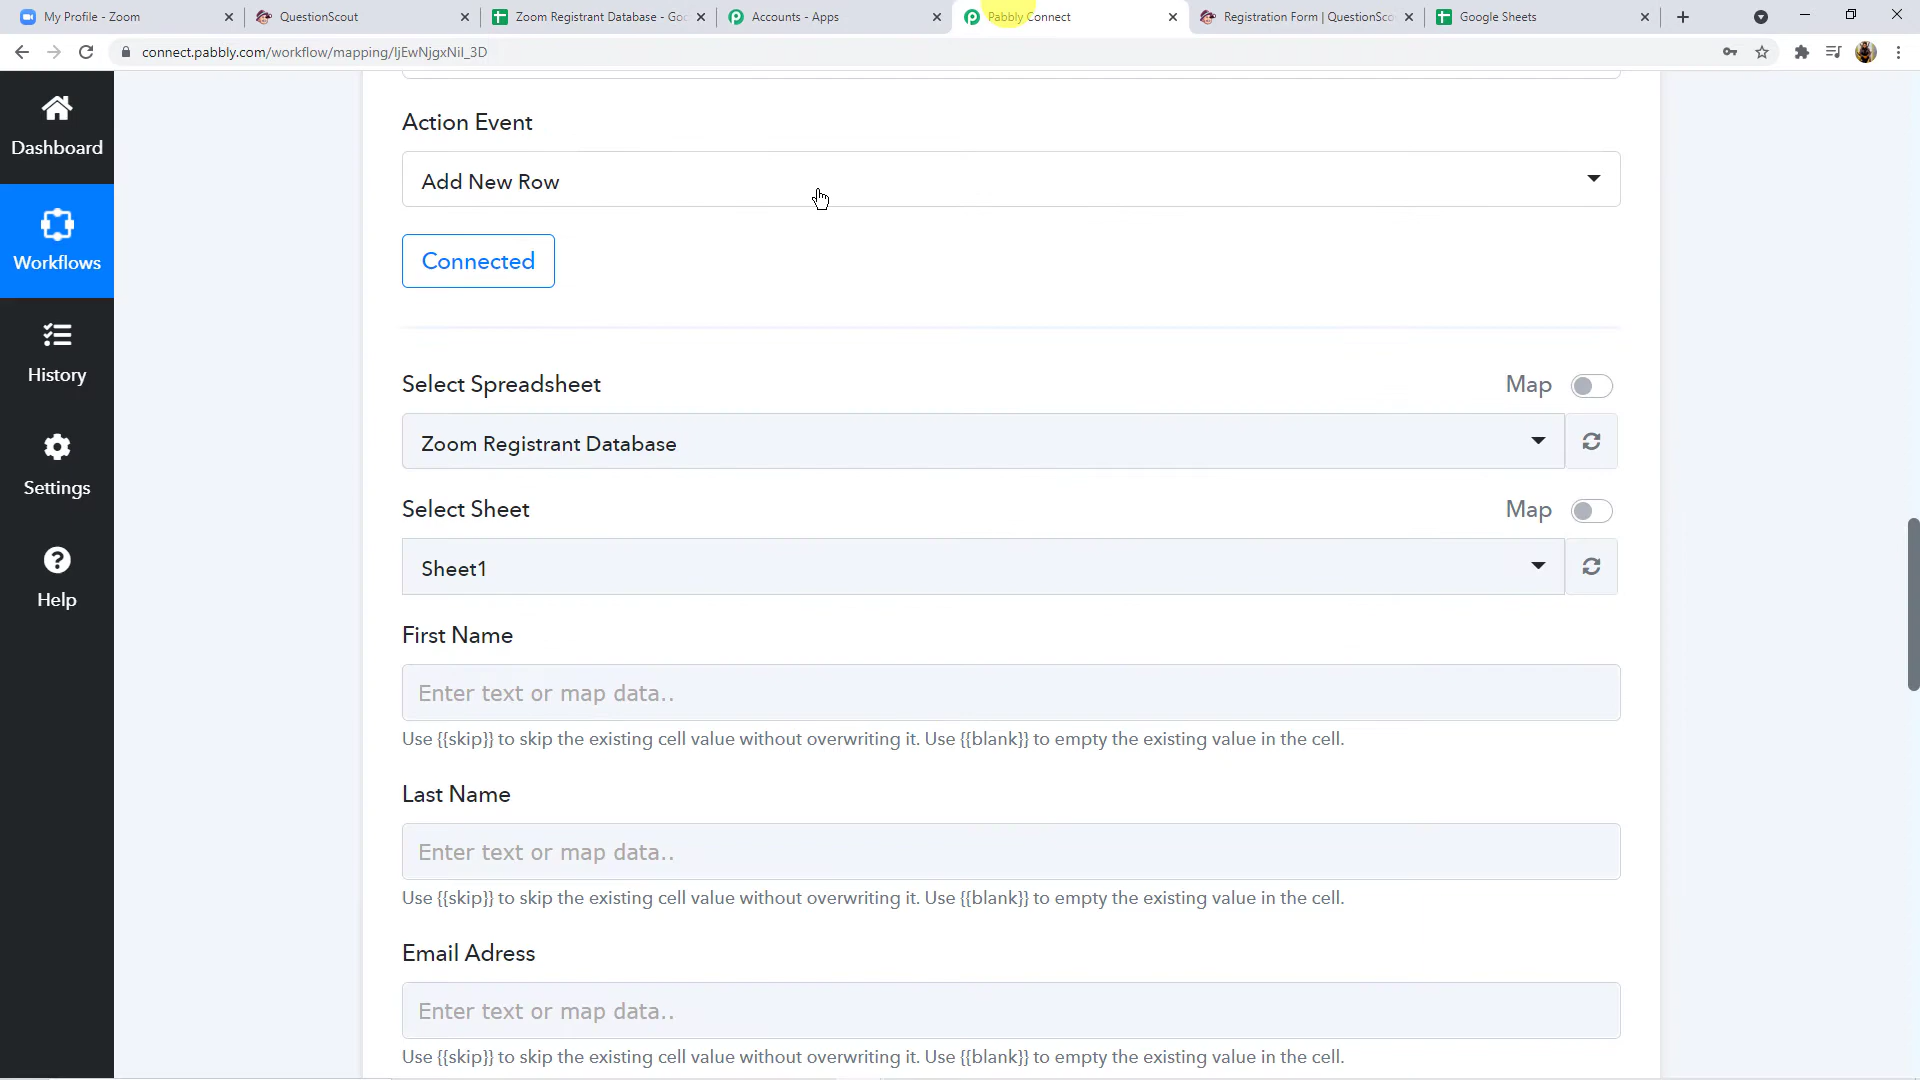 My Profile - Zoom
QuestionScout
Zoom Registrant Database - Goo
Accounts - Apps
Pabbly Connect
Registration Form | QuestionSco
Google Sheets
connect.pabbly.com/workflow/mapping/IjEwNjgxNiI_3D
Dashboard
Workflows
History
Settings
Help
Action Event
Add New Row
Connected
Select Spreadsheet
Map
Zoom Registrant Database
Select Sheet
Map
Sheet1
First Name
Enter text or map data..
Use {{skip}} to skip the existing cell value without overwriting it. Use {{blank}} to empty the existing value in the cell.
Last Name
Enter text or map data..
Use {{skip}} to skip the existing cell value without overwriting it. Use {{blank}} to empty the existing value in the cell.
Email Adress
Enter text or map data..
Use {{skip}} to skip the existing cell value without overwriting it. Use {{blank}} to empty the existing value in the cell.